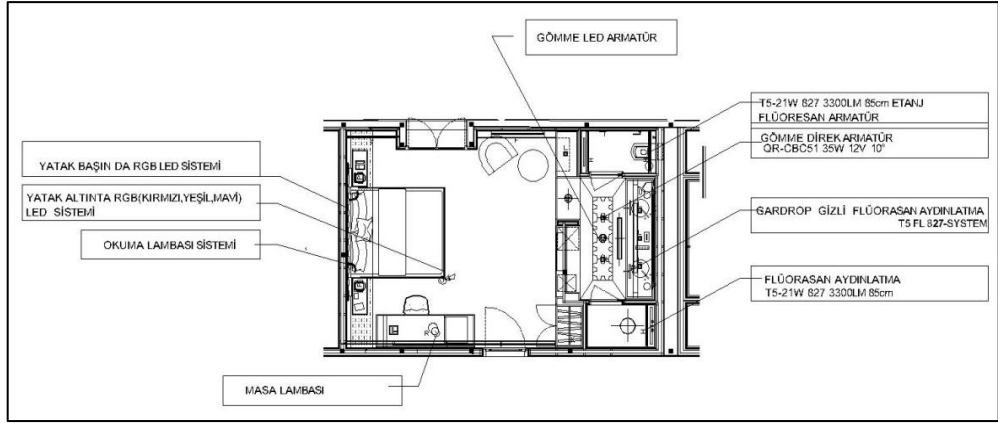 GÖMME LED ARMATÜR
T5-21W 827 3300LM 85cm ETANJ
FLÜORESAN ARMATÜR
GÖMME DİREK ARMATÜR
QR-CBC51 35W 12V 10°
YATAK BAŞIN DA RGB LED SİSTEMİ
YATAK ALTINTA RGB(KIRMIZI,YEŞİL,MAVİ)
LED SİSTEMİ
GARDROP GİZLİ FLÜORASAN AYDINLATMA
T5 FL 827-SYSTEM
OKUMA LAMBASI SİSTEMİ
FLÜORASAN AYDINLATMA
T5-21W 827 3300LM 85cm
R
MASA LAMBASI